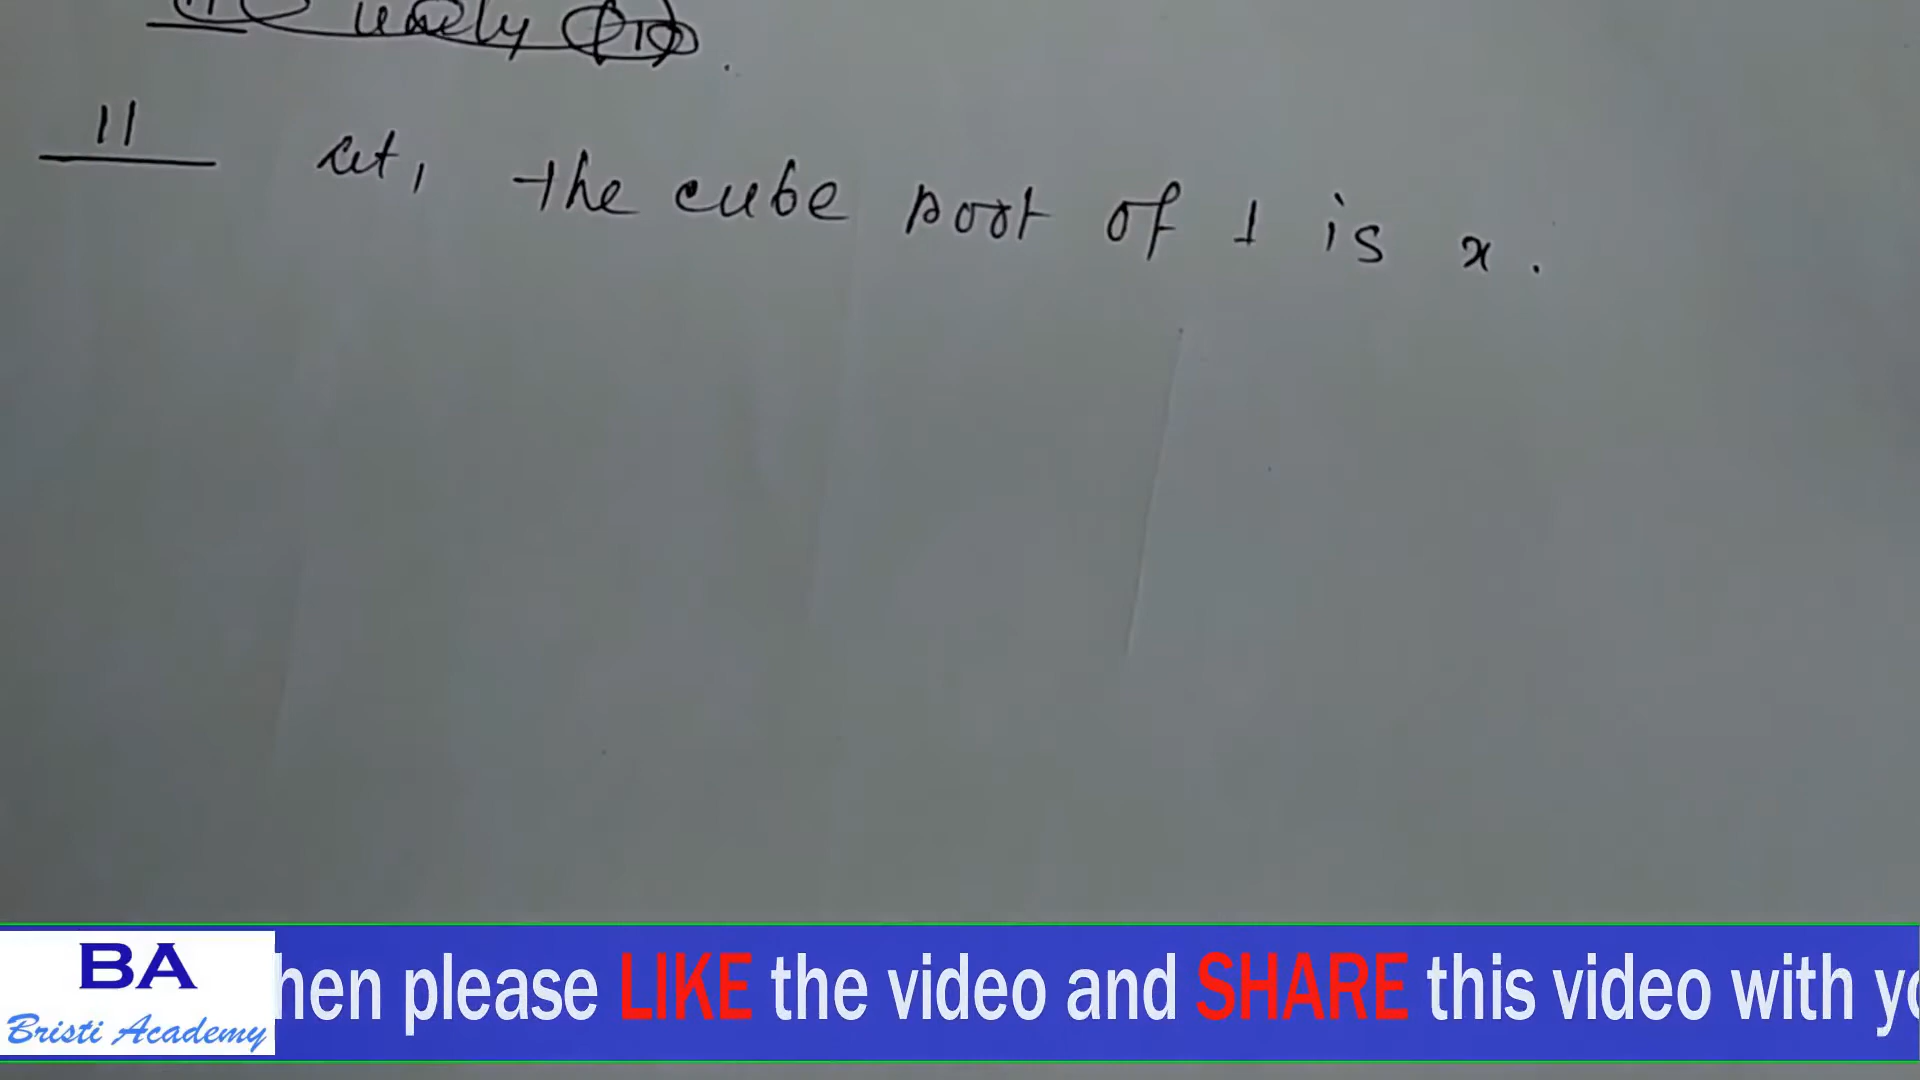 11 Let, the cube root of 1 is x.
BA
Bristi Academy
hen please LIKE the video and SHARE this video with yo